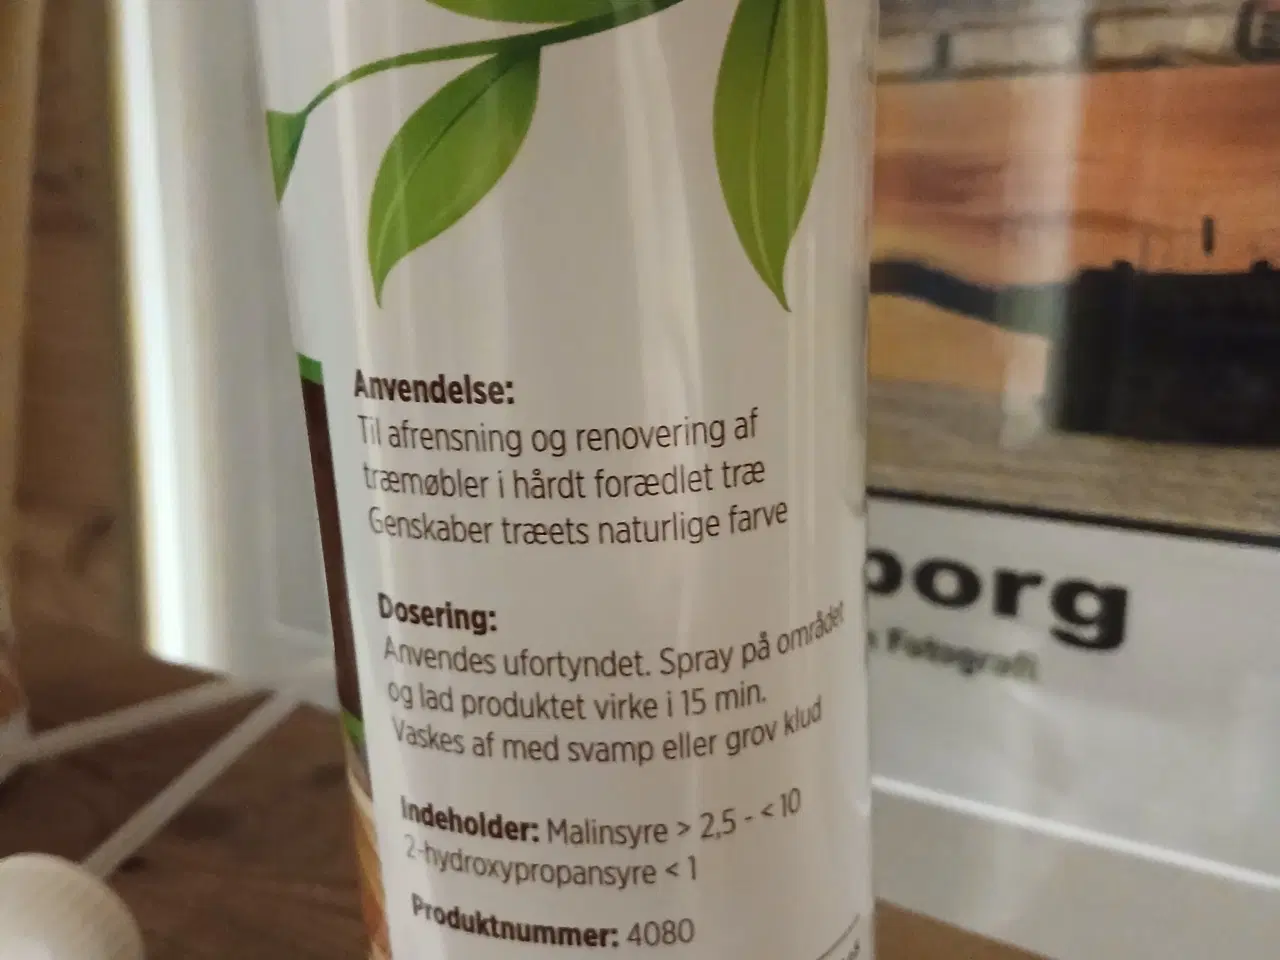 Anvendelse:
Til afrensning og renovering af
træmøbler i hårdt forædlet træ
Genskaber træets naturlige farve
Dosering:
Anvendes ufortyndet. Spray på området
og lad produktet virke i 15 min.
Vaskes af med svamp eller grov klud
Indeholder: Malinsyre > 2,5 - < 10
2-hydroxypropansyre < 1
Produktnummer: 4080
borg
Fotografi